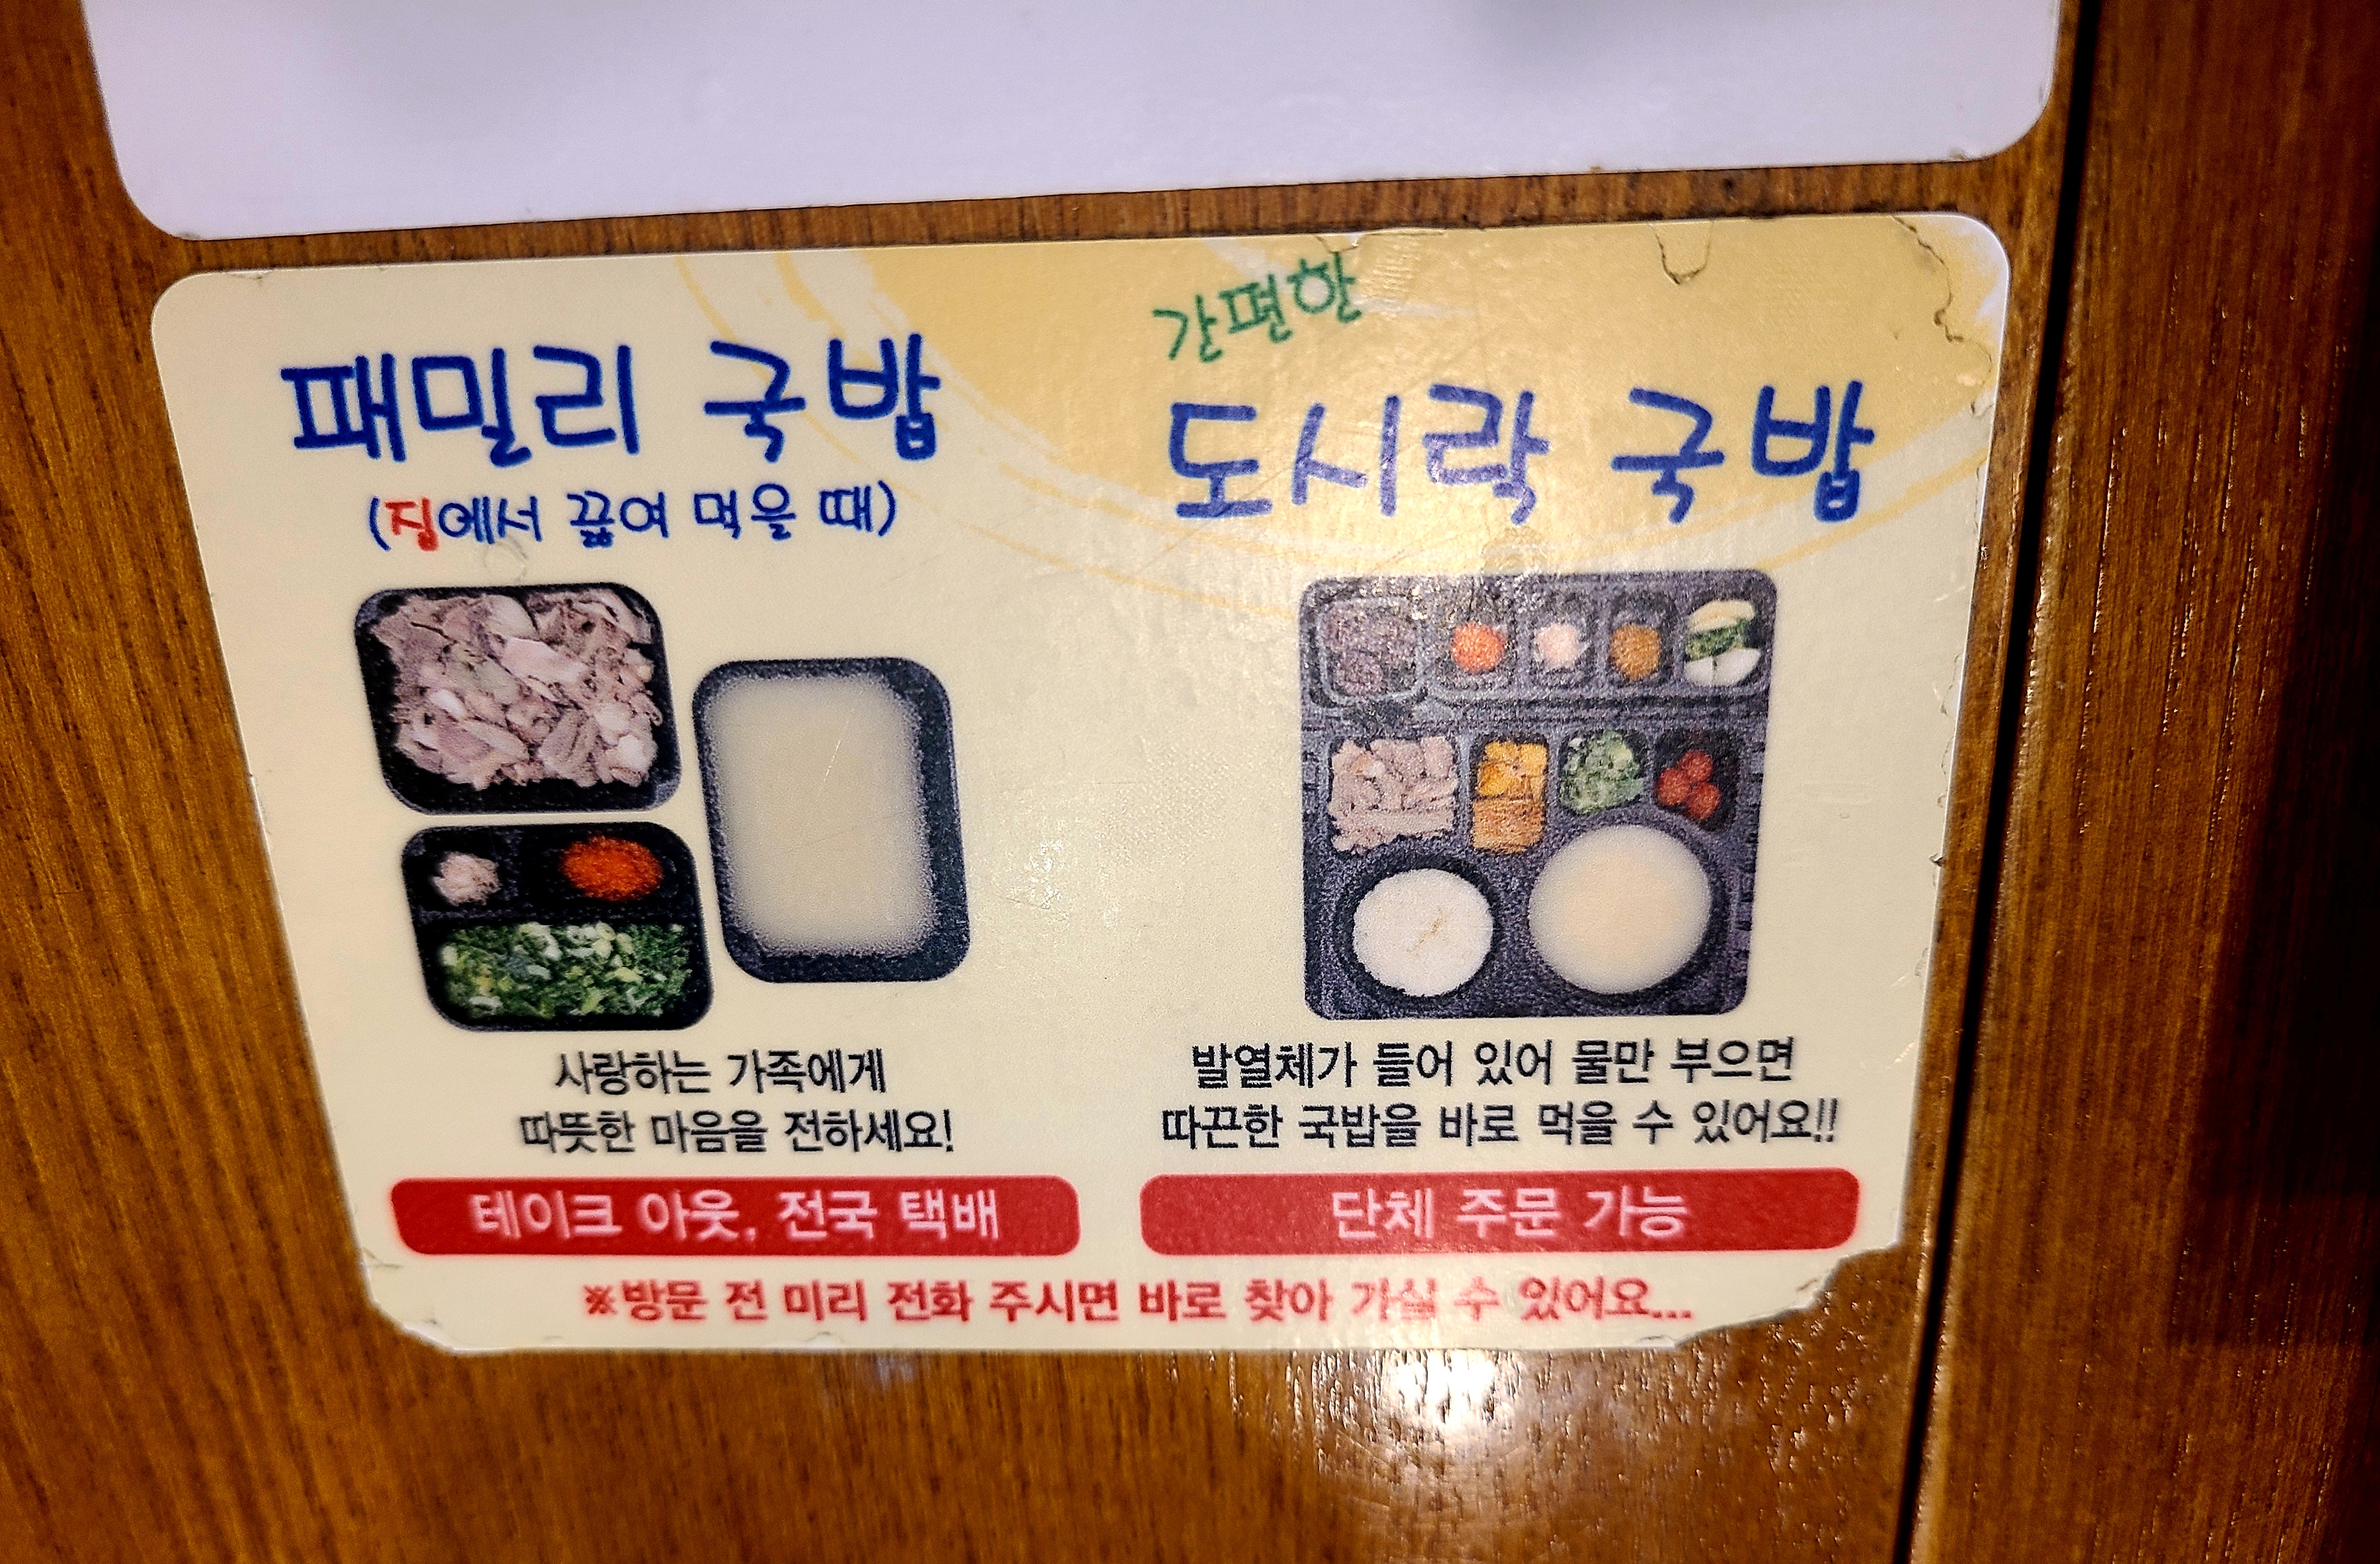 패밀리 국밥
(집에서 끓여 먹을 때)
사랑하는 가족에게
따뜻한 마음을 전하세요!
테이크 아웃, 전국 택배
간편한
도시락 국밥
발열체가 들어 있어 물만 부으면
따끈한 국밥을 바로 먹을 수 있어요!!
단체 주문 가능
※방문 전 미리 전화 주시면 바로 찾아 가실 수 있어요...